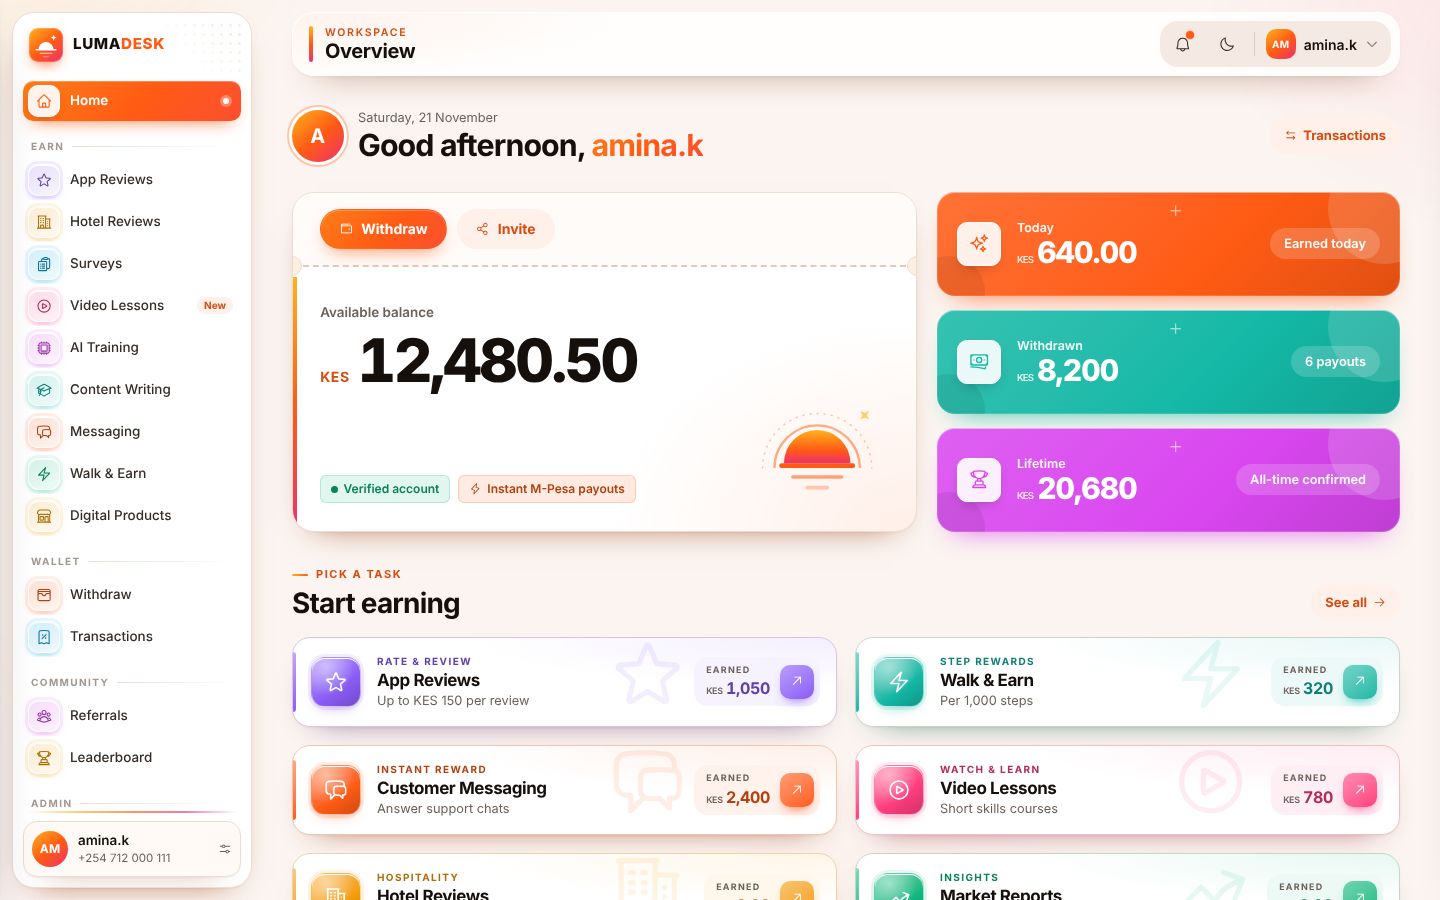 LUMADESK
Home
EARN
App Reviews
Hotel Reviews
Surveys
Video Lessons New
AI Training
Content Writing
Messaging
Walk & Earn
Digital Products
WALLET
Withdraw
Transactions
COMMUNITY
Referrals
Leaderboard
ADMIN
AM
amina.k
+254 712 000 111
WORKSPACE
Overview
AM amina.k
A
Saturday, 21 November
Good afternoon, amina.k
Transactions
Withdraw Invite
Available balance
KES 12,480.50
Verified account Instant M-Pesa payouts
Today
KES 640.00
Earned today
Withdrawn
KES 8,200
6 payouts
Lifetime
KES 20,680
All-time confirmed
PICK A TASK
Start earning
See all
RATE & REVIEW
App Reviews
Up to KES 150 per review
EARNED
KES 1,050
STEP REWARDS
Walk & Earn
Per 1,000 steps
EARNED
KES 320
INSTANT REWARD
Customer Messaging
Answer support chats
EARNED
KES 2,400
WATCH & LEARN
Video Lessons
Short skills courses
EARNED
KES 780
HOSPITALITY
Hotel Reviews
EARNED
INSIGHTS
Market Reports
EARNED